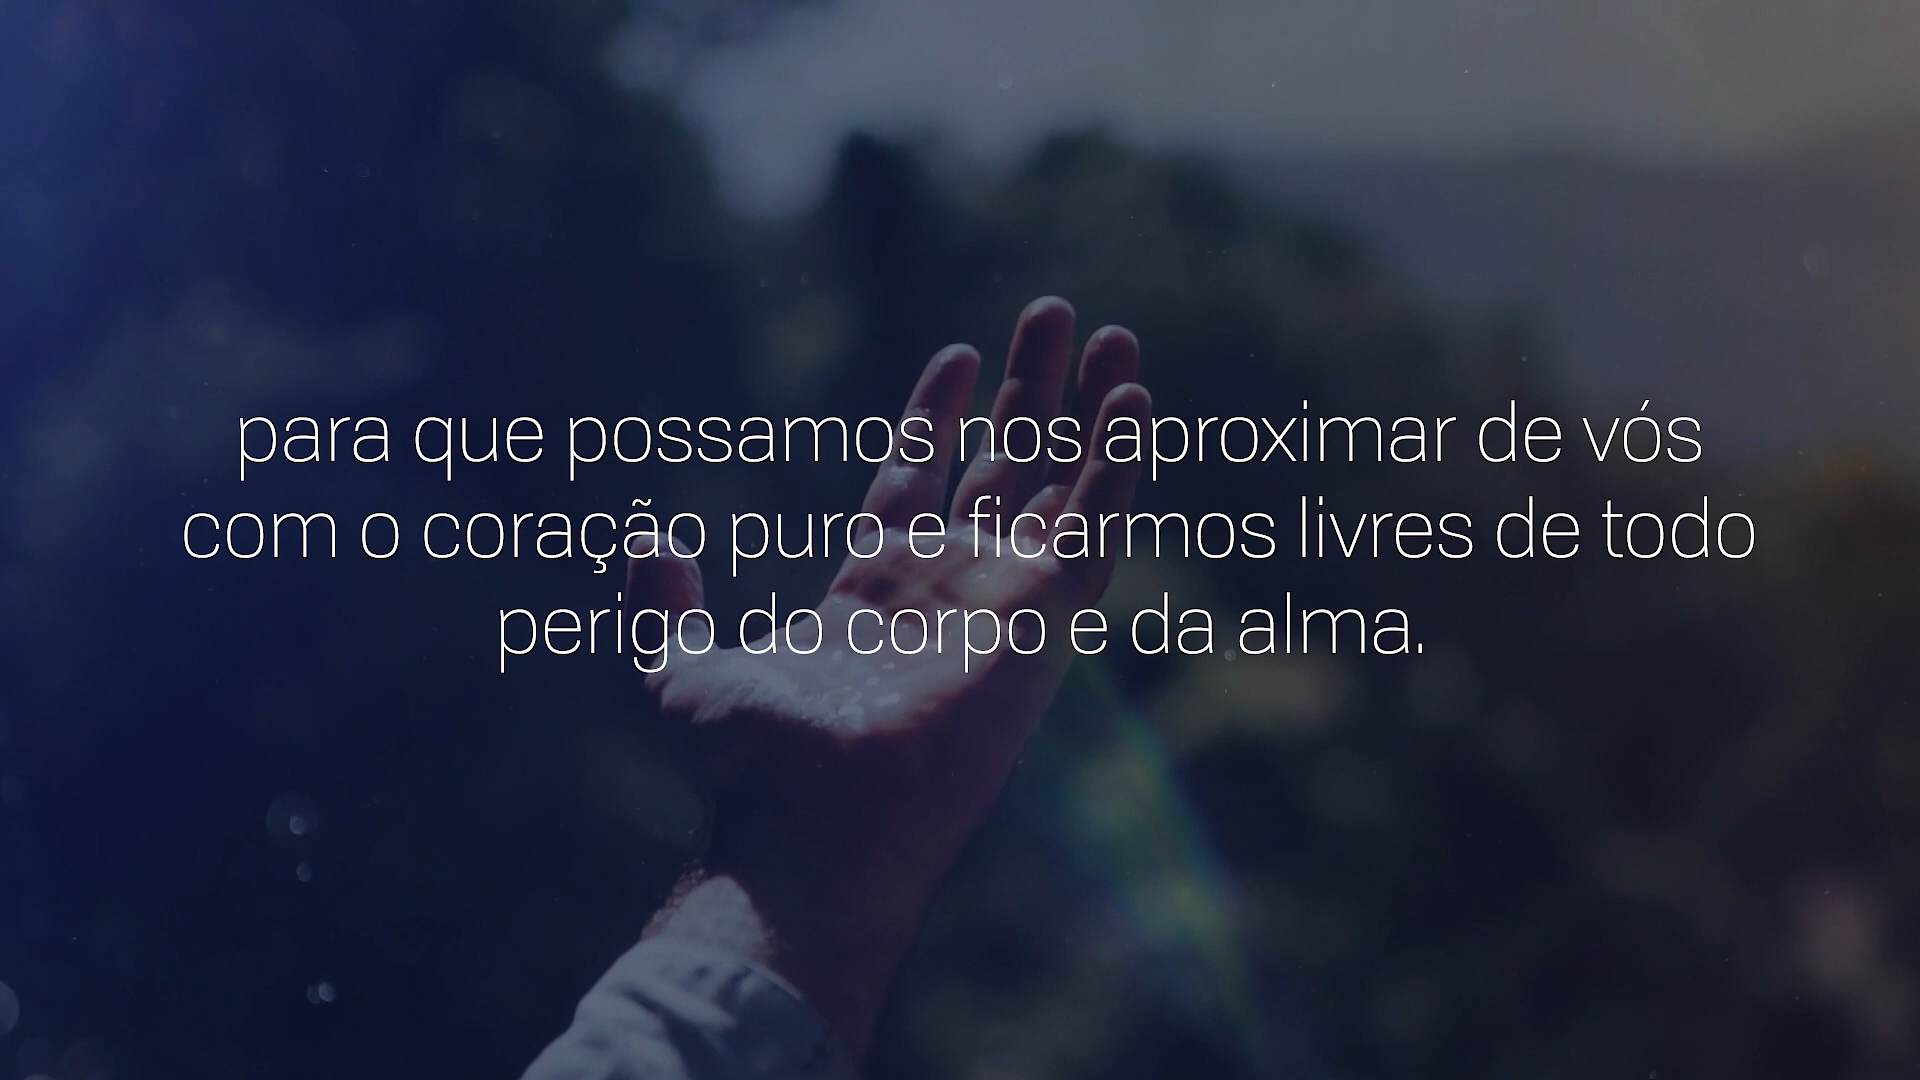 para que possamos nos aproximar de vós
com o coração puro e ficarmos livres de todo
perigo do corpo e da alma.